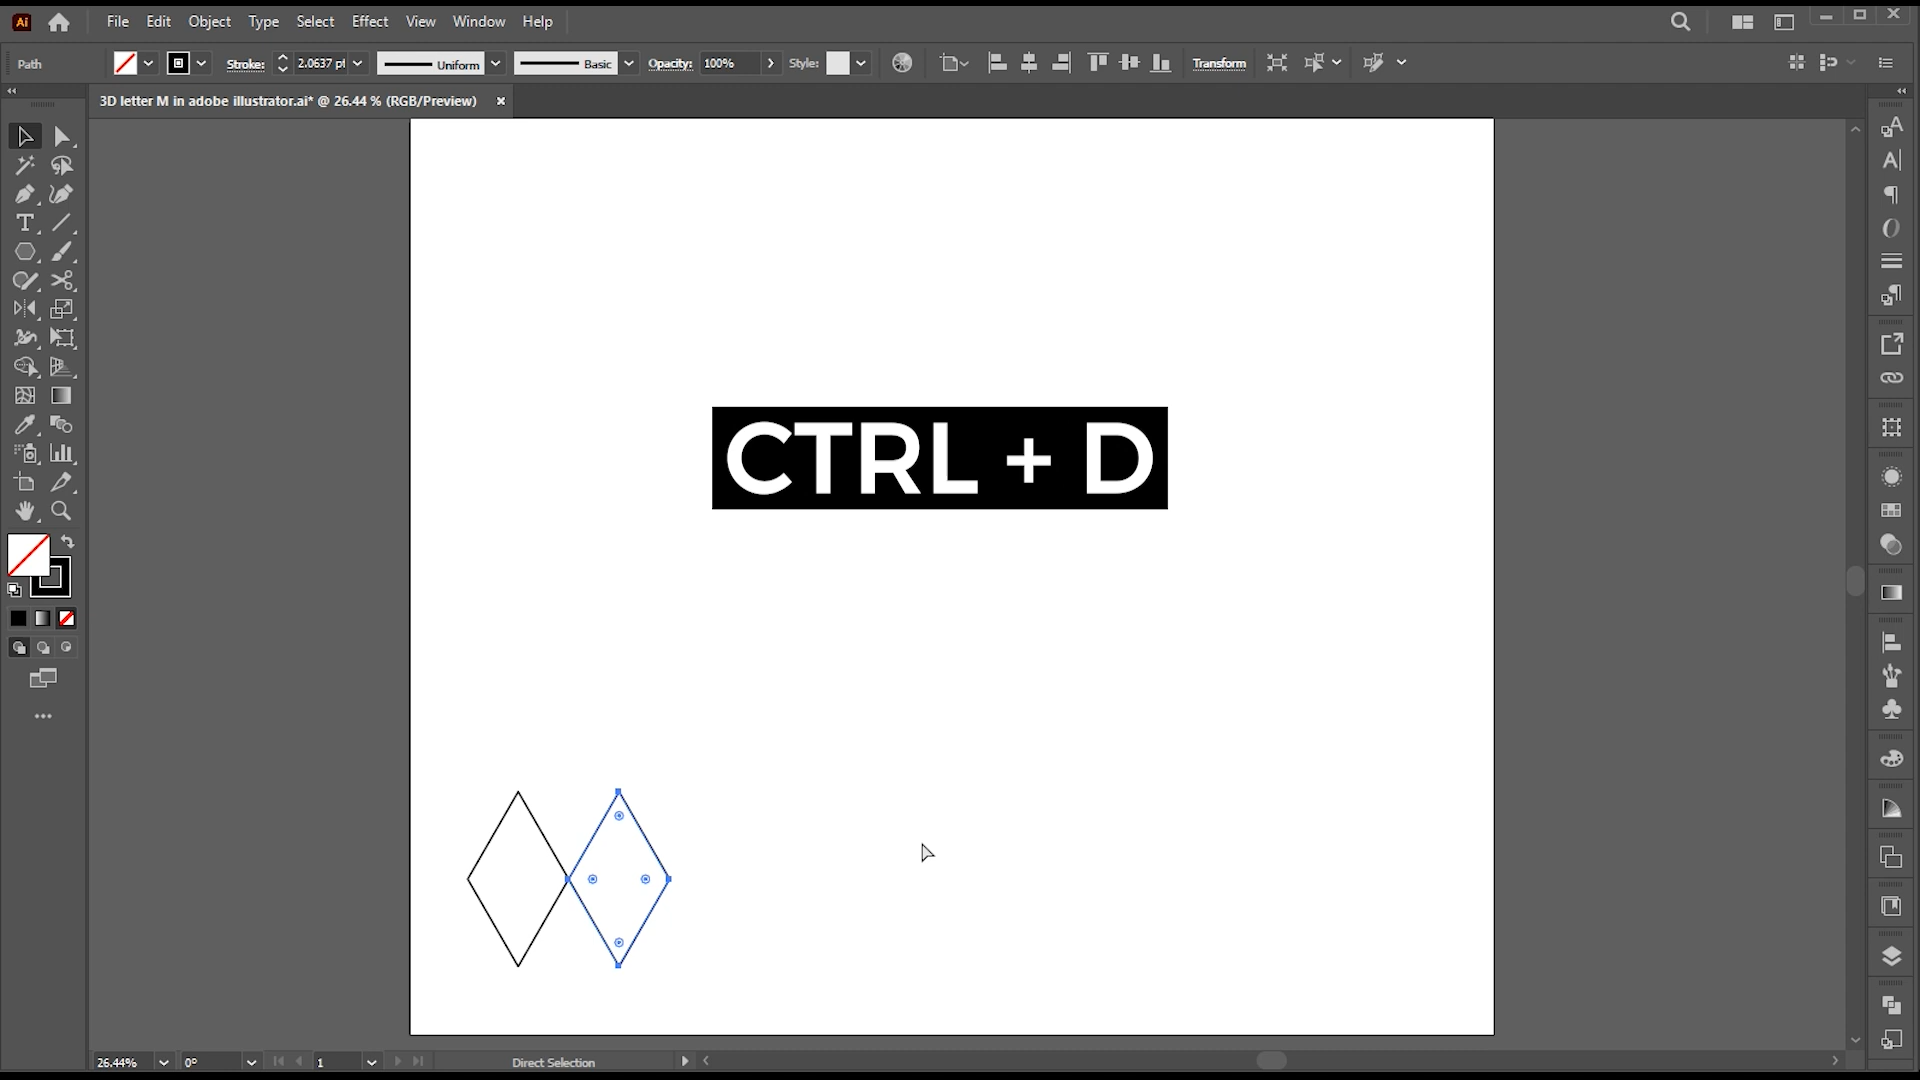 Ai File Edit Object Type Select Effect View Window Help
Path Stroke: 2.0637 pt Uniform Basic Opacity: 100% Style: Transform
3D letter M in adobe illustrator.ai* @ 26.44 % (RGB/Preview) ×
CTRL + D
26.44% 0° 1 Direct Selection